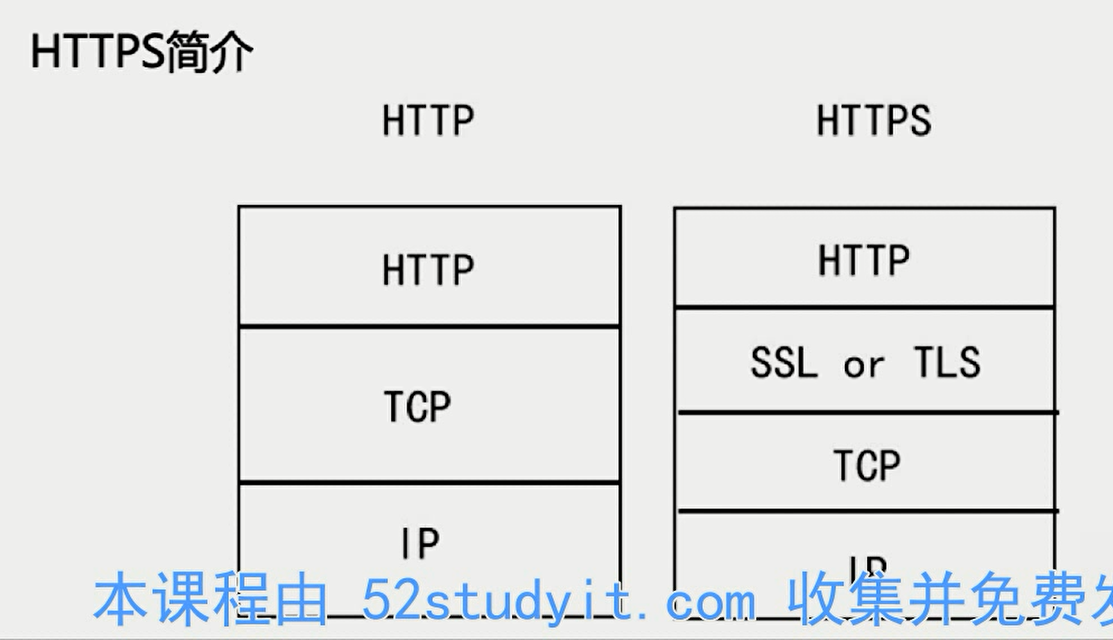 HTTPS简介
HTTP HTTPS
HTTP HTTP
SSL or TLS
TCP TCP
IP IP
本课程由 52studyit.com 收集并免费发